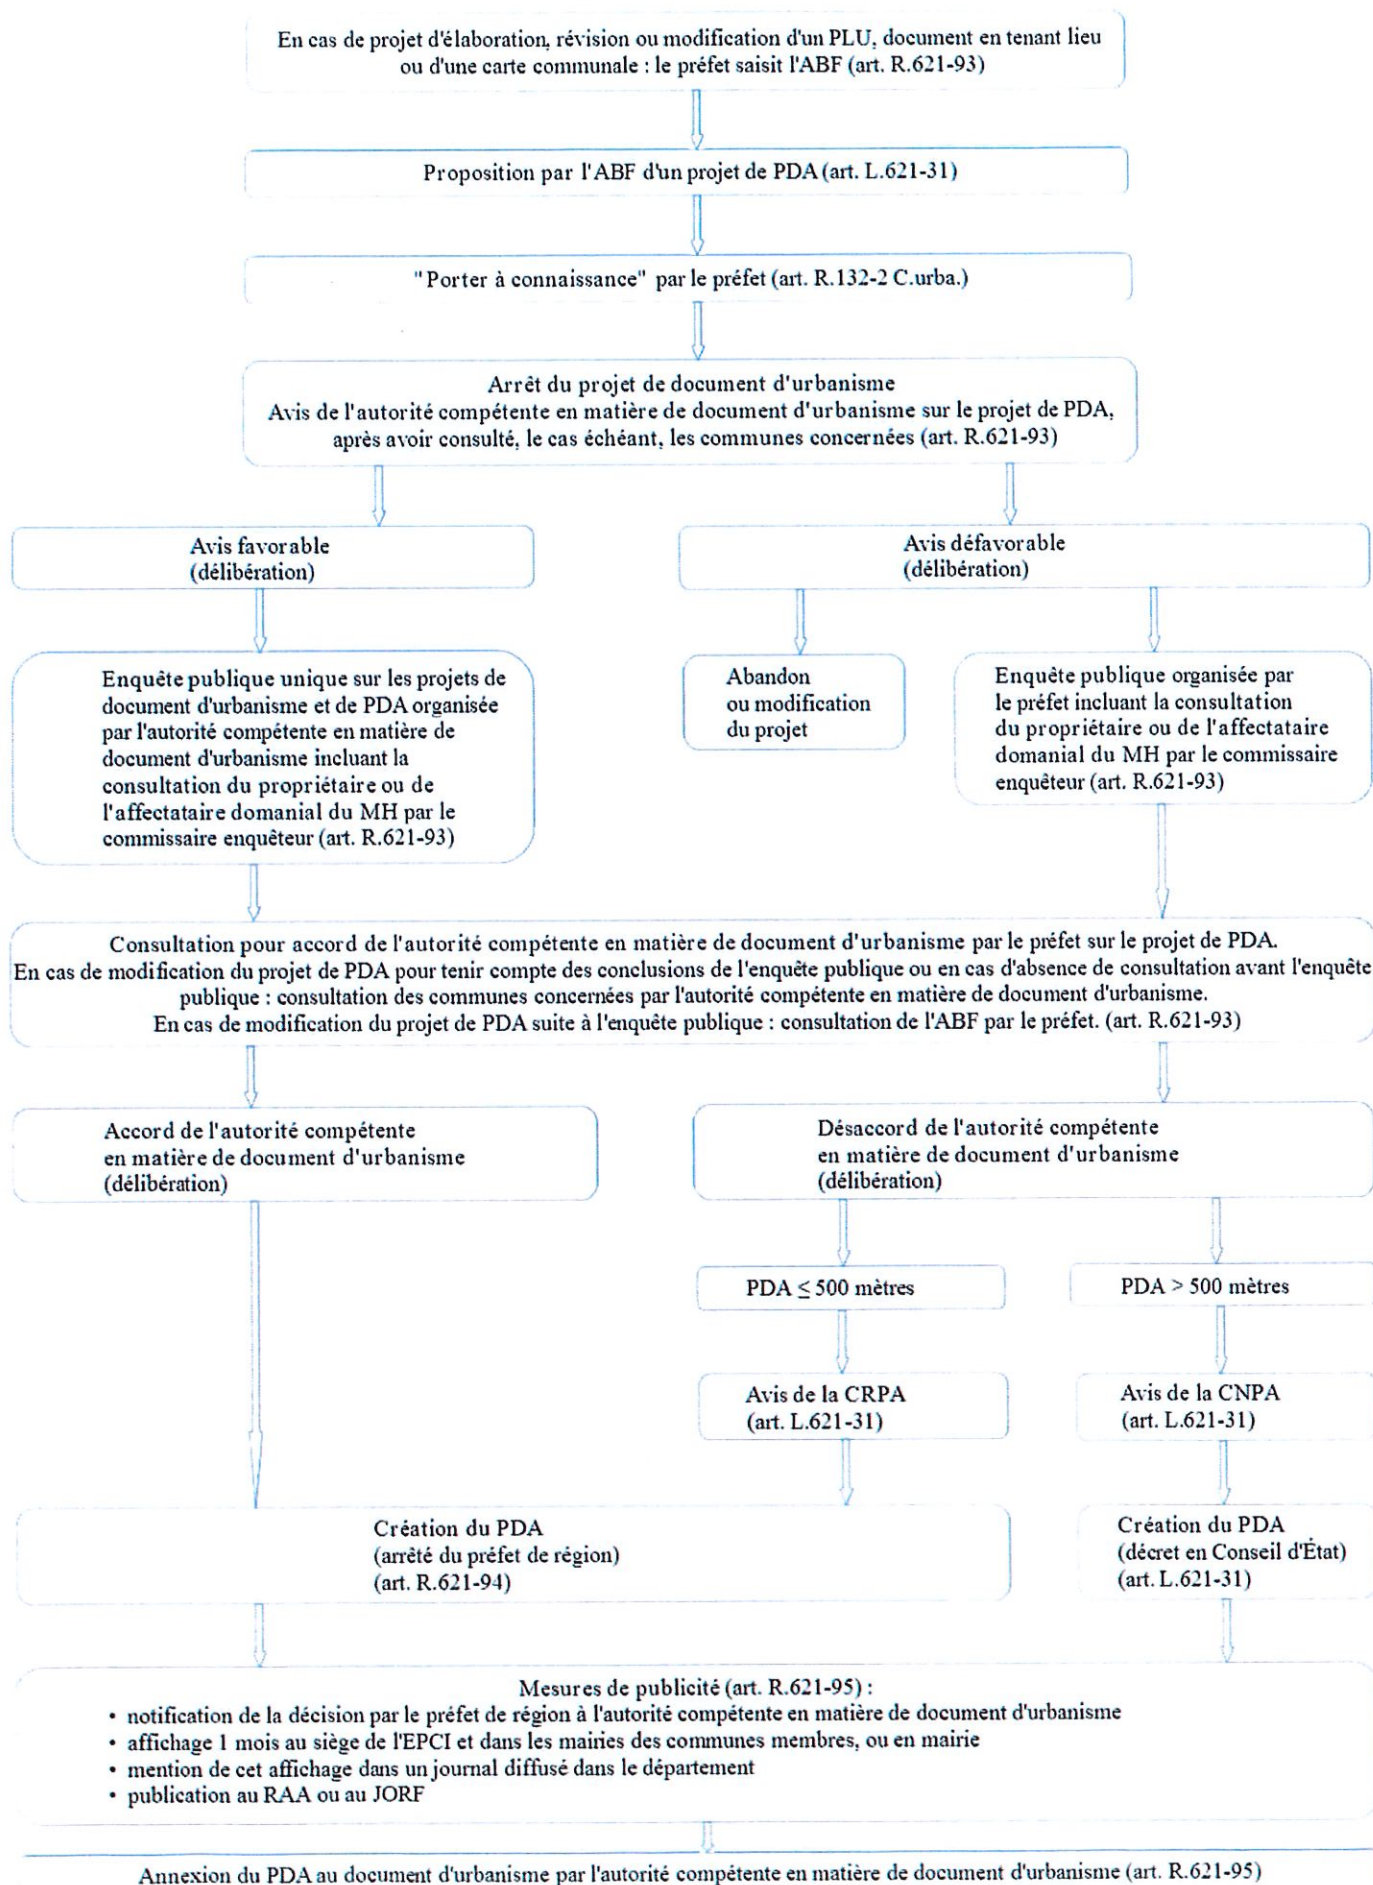 En cas de projet d'élaboration, révision ou modification d'un PLU, document en tenant lieu
ou d'une carte communale : le préfet saisit l'ABF (art. R.621-93)
Proposition par l'ABF d'un projet de PDA (art. L.621-31)
"Porter à connaissance" par le préfet (art. R.132-2 C.urba.)
Arrêt du projet de document d'urbanisme
Avis de l'autorité compétente en matière de document d'urbanisme sur le projet de PDA,
après avoir consulté, le cas échéant, les communes concernées (art. R.621-93)
Avis favorable
(délibération)
Avis défavorable
(délibération)
Enquête publique unique sur les projets de
document d'urbanisme et de PDA organisée
par l'autorité compétente en matière de
document d'urbanisme incluant la
consultation du propriétaire ou de
l'affectataire domanial du MH par le
commissaire enquêteur (art. R.621-93)
Abandon
ou modification
du projet
Enquête publique organisée par
le préfet incluant la consultation
du propriétaire ou de l'affectataire
domanial du MH par le commissaire
enquêteur (art. R.621-93)
Consultation pour accord de l'autorité compétente en matière de document d'urbanisme par le préfet sur le projet de PDA.
En cas de modification du projet de PDA pour tenir compte des conclusions de l'enquête publique ou en cas d'absence de consultation avant l'enquête
publique : consultation des communes concernées par l'autorité compétente en matière de document d'urbanisme.
En cas de modification du projet de PDA suite à l'enquête publique : consultation de l'ABF par le préfet. (art. R.621-93)
Accord de l'autorité compétente
en matière de document d'urbanisme
(délibération)
Désaccord de l'autorité compétente
en matière de document d'urbanisme
(délibération)
PDA ≤ 500 mètres
PDA > 500 mètres
Avis de la CRPA
(art. L.621-31)
Avis de la CNPA
(art. L.621-31)
Création du PDA
(arrêté du préfet de région)
(art. R.621-94)
Création du PDA
(décret en Conseil d'État)
(art. L.621-31)
Mesures de publicité (art. R.621-95) :
• notification de la décision par le préfet de région à l'autorité compétente en matière de document d'urbanisme
• affichage 1 mois au siège de l'EPCI et dans les mairies des communes membres, ou en mairie
• mention de cet affichage dans un journal diffusé dans le département
• publication au RAA ou au JORF
Annexion du PDA au document d'urbanisme par l'autorité compétente en matière de document d'urbanisme (art. R.621-95)